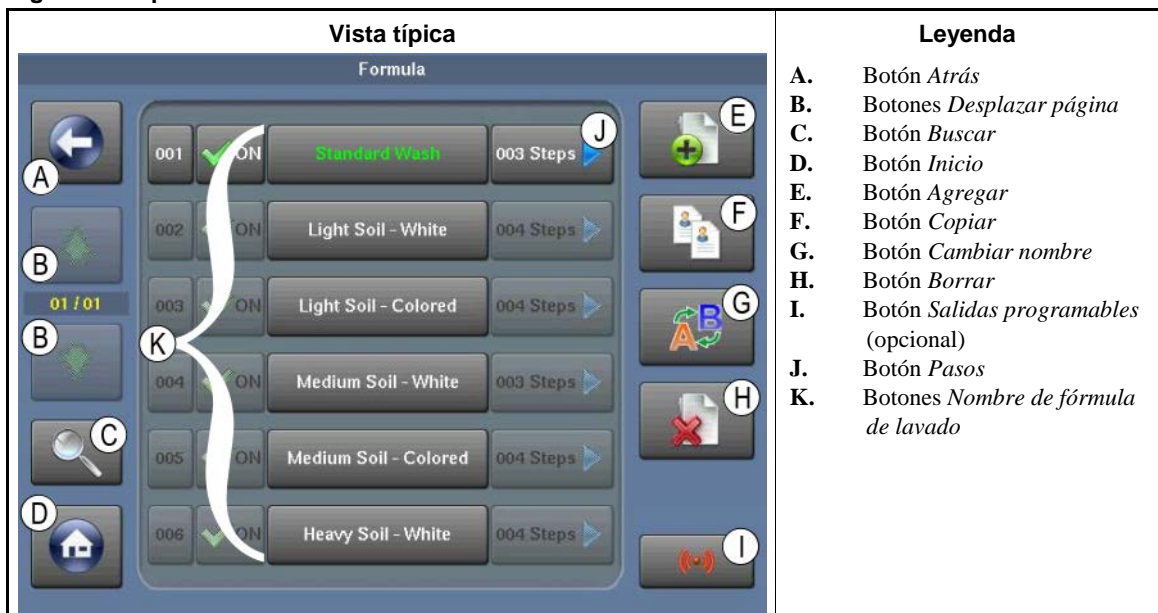 Vista típica
Formula
A
B
01 / 01
B
C
D
001 ON Standard Wash 003 Steps J
002 ON Light Soil - White 004 Steps
003 ON Light Soil - Colored 004 Steps
K
004 ON Medium Soil - White 003 Steps
005 ON Medium Soil - Colored 004 Steps
006 ON Heavy Soil - White 004 Steps
E
F
A B G
H
I
Leyenda
A. Botón Atrás
B. Botones Desplazar página
C. Botón Buscar
D. Botón Inicio
E. Botón Agregar
F. Botón Copiar
G. Botón Cambiar nombre
H. Botón Borrar
I. Botón Salidas programables
(opcional)
J. Botón Pasos
K. Botones Nombre de fórmula
de lavado